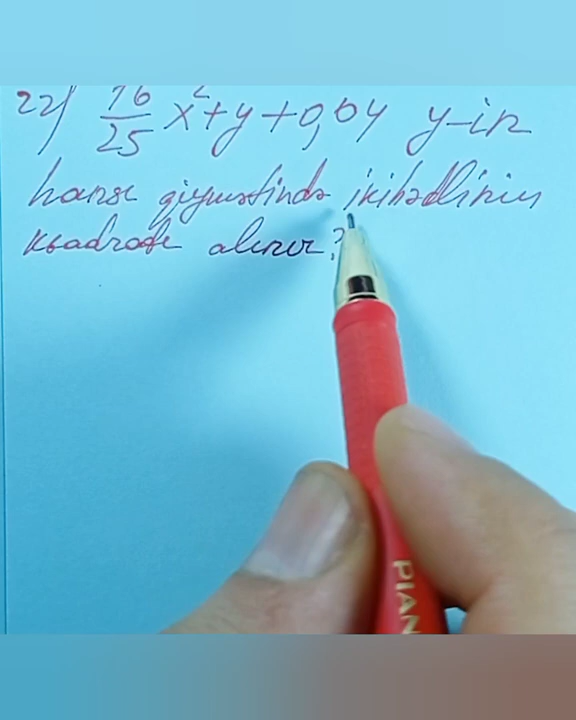 22) 16/25 x²+y+0,04 y-in
hansı qiymətində ikihədlinin
kvadratı alınır?
PIAN